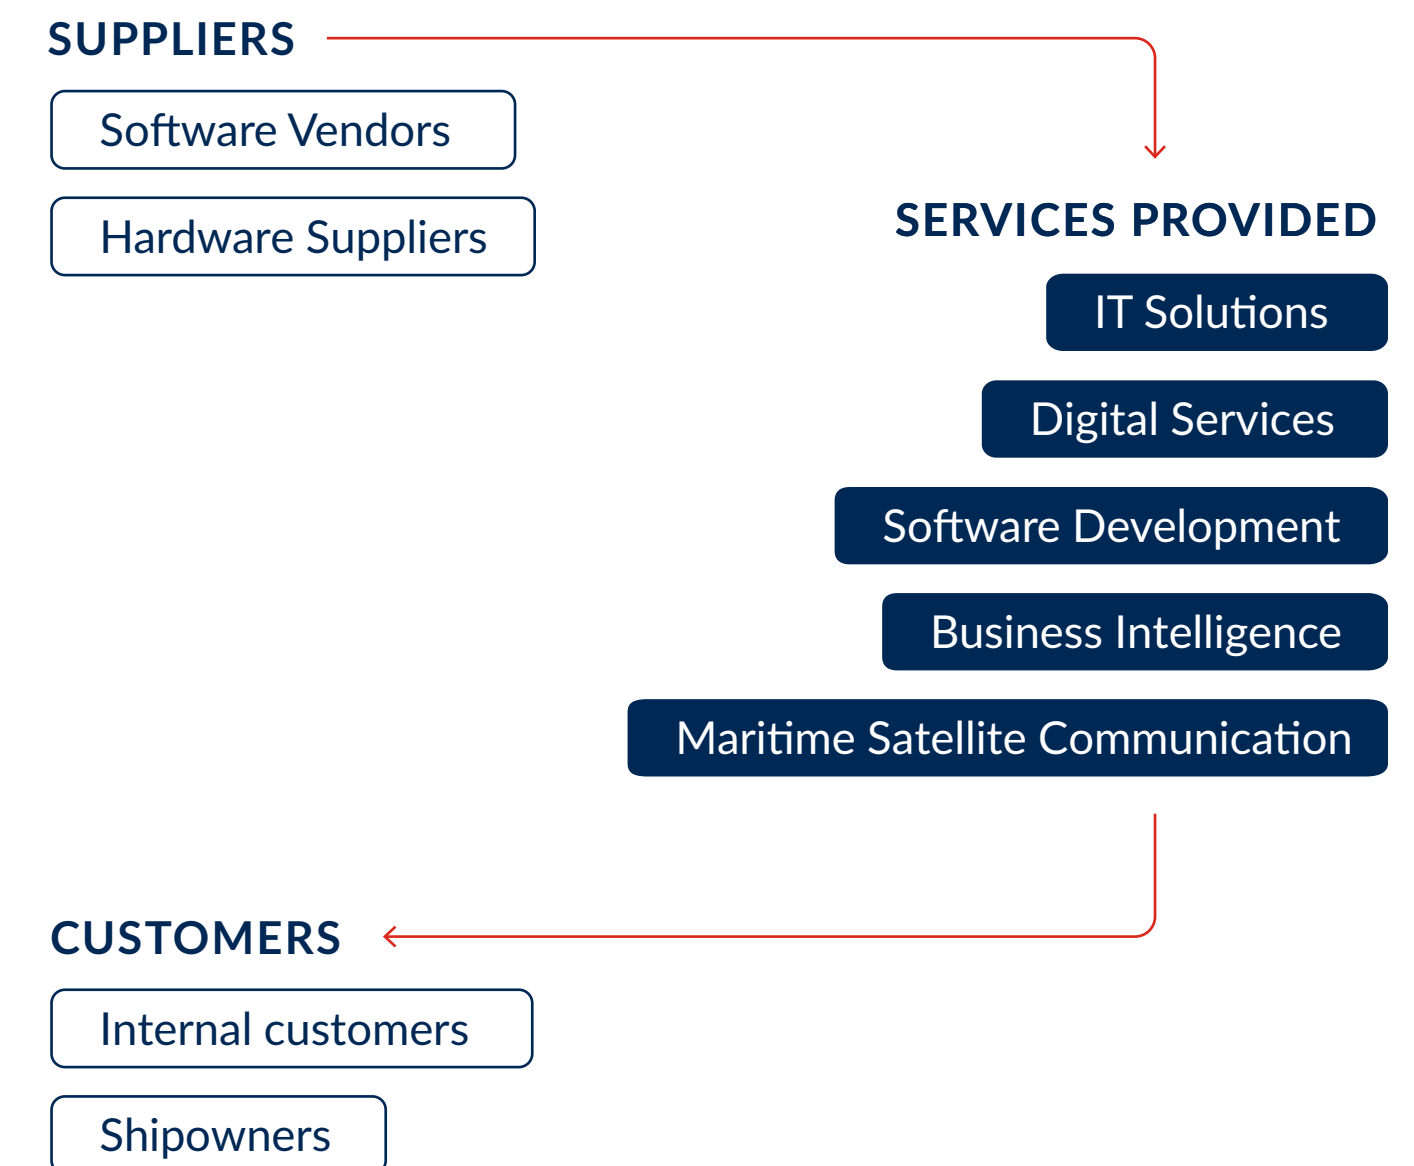 SUPPLIERS
Software Vendors
Hardware Suppliers
SERVICES PROVIDED
IT Solutions
Digital Services
Software Development
Business Intelligence
Maritime Satellite Communication
CUSTOMERS
Internal customers
Shipowners